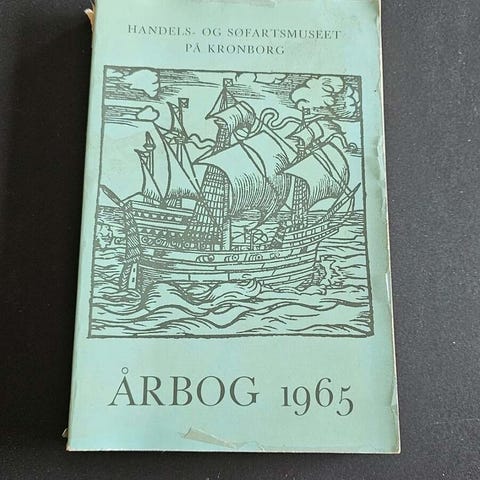 HANDELS- OG SØFARTSMUSEET
PÅ KRONBORG
ÅRBOG 1965